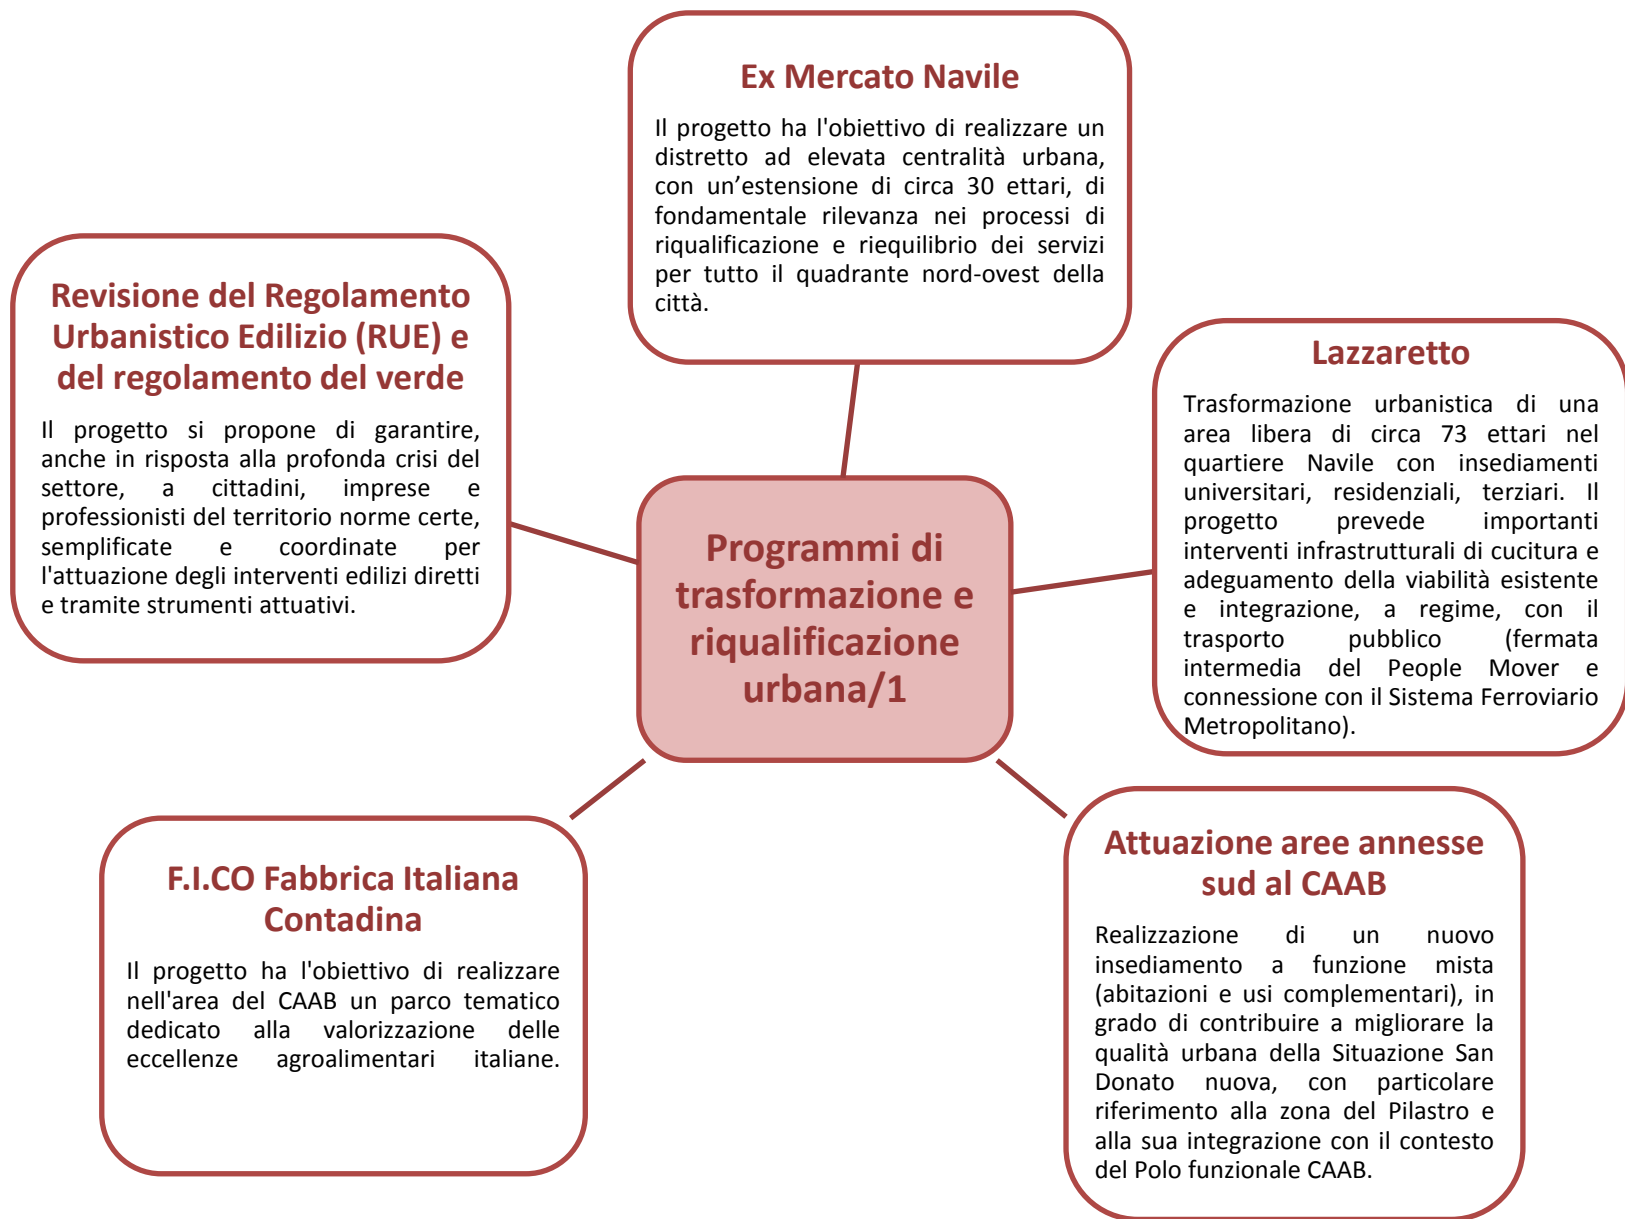 Ex Mercato Navile
Il progetto ha l'obiettivo di realizzare un
distretto ad elevata centralità urbana,
con un’estensione di circa 30 ettari, di
fondamentale rilevanza nei processi di
riqualificazione e riequilibrio dei servizi
per tutto il quadrante nord-ovest della
città.
Revisione del Regolamento
Urbanistico Edilizio (RUE) e
del regolamento del verde
Il progetto si propone di garantire,
anche in risposta alla profonda crisi del
settore, a cittadini, imprese e
professionisti del territorio norme certe,
semplificate e coordinate per
l'attuazione degli interventi edilizi diretti
e tramite strumenti attuativi.
Lazzaretto
Trasformazione urbanistica di una
area libera di circa 73 ettari nel
quartiere Navile con insediamenti
universitari, residenziali, terziari. Il
progetto prevede importanti
interventi infrastrutturali di cucitura e
adeguamento della viabilità esistente
e integrazione, a regime, con il
trasporto pubblico (fermata
intermedia del People Mover e
connessione con il Sistema Ferroviario
Metropolitano).
Programmi di
trasformazione e
riqualificazione
urbana/1
F.I.CO Fabbrica Italiana
Contadina
Il progetto ha l'obiettivo di realizzare
nell'area del CAAB un parco tematico
dedicato alla valorizzazione delle
eccellenze agroalimentari italiane.
Attuazione aree annesse
sud al CAAB
Realizzazione di un nuovo
insediamento a funzione mista
(abitazioni e usi complementari), in
grado di contribuire a migliorare la
qualità urbana della Situazione San
Donato nuova, con particolare
riferimento alla zona del Pilastro e
alla sua integrazione con il contesto
del Polo funzionale CAAB.